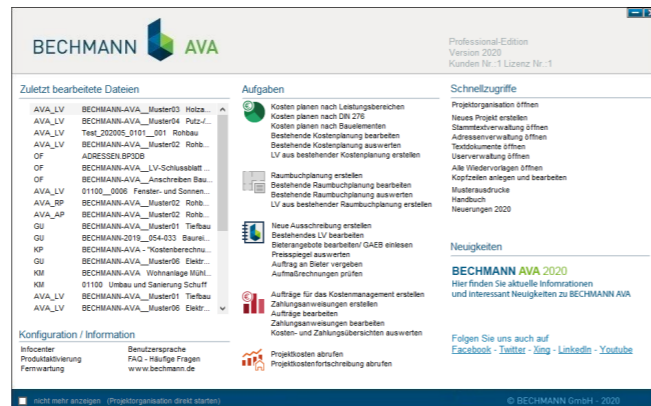 BECHMANN AVA
Professional-Edition
Version 2020
Kunden Nr.:1 Lizenz Nr.:1
Zuletzt bearbeitete Dateien
AVA_LV BECHMANN-AVA__Muster03 Holza...
AVA_LV BECHMANN-AVA__Muster04 Putz-/...
AVA_LV Test_202005_0101__001 Rohbau
AVA_LV BECHMANN-AVA__Muster02 Rohb...
OF ADRESSEN.BP3DB
OF BECHMANN-AVA__LV-Schlussblatt ...
OF BECHMANN-AVA__Anschreiben Bau...
AVA_LV 01100__0006 Fenster- und Sonnen...
AVA_RP BECHMANN-AVA__Muster02 Rohb...
AVA_AP BECHMANN-AVA__Muster02 Rohb...
GU BECHMANN-AVA__Muster01 Tiefbau
GU BECHMANN-2019__054-033 Baurei...
KP BECHMANN-AVA - "Kostenberechnu...
GU BECHMANN-AVA__Muster06 Elektr...
KM BECHMANN-AVA Wohnanlage Mühl...
KM 01100 Umbau und Sanierung Schuff
AVA_LV BECHMANN-AVA__Muster01 Tiefbau
AVA_LV BECHMANN-AVA__Muster06 Elektr...
Konfiguration / Information
Infocenter Benutzersprache
Produktaktivierung FAQ - Häufige Fragen
Fernwartung www.bechmann.de
Aufgaben
Kosten planen nach Leistungsbereichen
Kosten planen nach DIN 276
Kosten planen nach Bauelementen
Bestehende Kostenplanung bearbeiten
Bestehende Kostenplanung auswerten
LV aus bestehender Kostenplanung erstellen
Raumbuchplanung erstellen
Bestehende Raumbuchplanung bearbeiten
Bestehende Raumbuchplanung auswerten
LV aus bestehender Raumbuchplanung erstellen
Neue Ausschreibung erstellen
Bestehendes LV bearbeiten
Bieterangebote bearbeiten/ GAEB einlesen
Preisspiegel auswerten
Auftrag an Bieter vergeben
Aufmaßrechnungen prüfen
Aufträge für das Kostenmanagement erstellen
Zahlungsanweisungen erstellen
Aufträge bearbeiten
Zahlungsanweisungen bearbeiten
Kosten- und Zahlungsübersichten auswerten
Projektkosten abrufen
Projektkostenfortschreibung abrufen
Schnellzugriffe
Projektorganisation öffnen
Neues Projekt erstellen
Stammtextverwaltung öffnen
Adressenverwaltung öffnen
Textdokumente öffnen
Userverwaltung öffnen
Alle Wiedervorlagen öffnen
Kopfzeilen anlegen und bearbeiten
Musterausdrucke
Handbuch
Neuerungen 2020
Neuigkeiten
BECHMANN AVA 2020
Hier finden Sie aktuelle Infomrationen
und interessant Neuigkeiten zu BECHMANN AVA
Folgen Sie uns auch auf
Facebook - Twitter - Xing - LinkedIn - Youtube
nicht mehr anzeigen (Projektorganisation direkt starten)
© BECHMANN GmbH - 2020